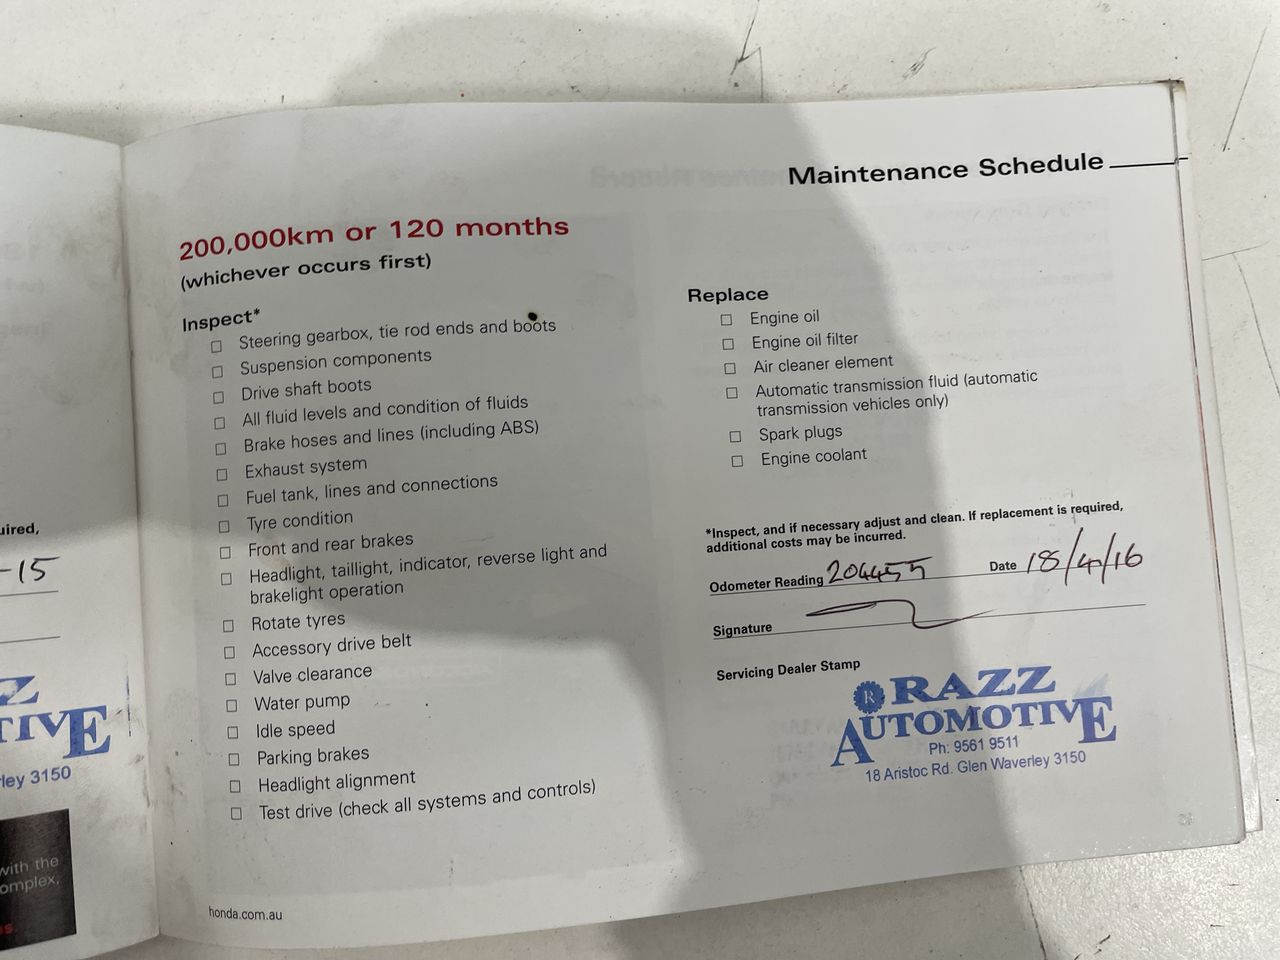 Maintenance Schedule
200,000km or 120 months
(whichever occurs first)
Inspect*
Steering gearbox, tie rod ends and boots
Suspension components
Drive shaft boots
All fluid levels and condition of fluids
Brake hoses and lines (including ABS)
Exhaust system
Fuel tank, lines and connections
Tyre condition
Front and rear brakes
Headlight, taillight, indicator, reverse light and
brakelight operation
Rotate tyres
Accessory drive belt
Valve clearance
Water pump
Idle speed
Parking brakes
Headlight alignment
Test drive (check all systems and controls)
honda.com.au
Replace
Engine oil
Engine oil filter
Air cleaner element
Automatic transmission fluid (automatic
transmission vehicles only)
Spark plugs
Engine coolant
*Inspect, and if necessary adjust and clean. If replacement is required,
additional costs may be incurred.
Odometer Reading 204455 Date 18/4/16
Signature
Servicing Dealer Stamp
R RAZZ
AUTOMOTIVE
Ph: 9561 9511
18 Aristoc Rd. Glen Waverley 3150
uired,
-15
Z
TIVE
ley 3150
with the
omplex,
s.